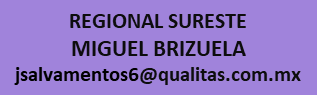 REGIONAL SURESTE
MIGUEL BRIZUELA
jsalvamentos6@qualitas.com.mx